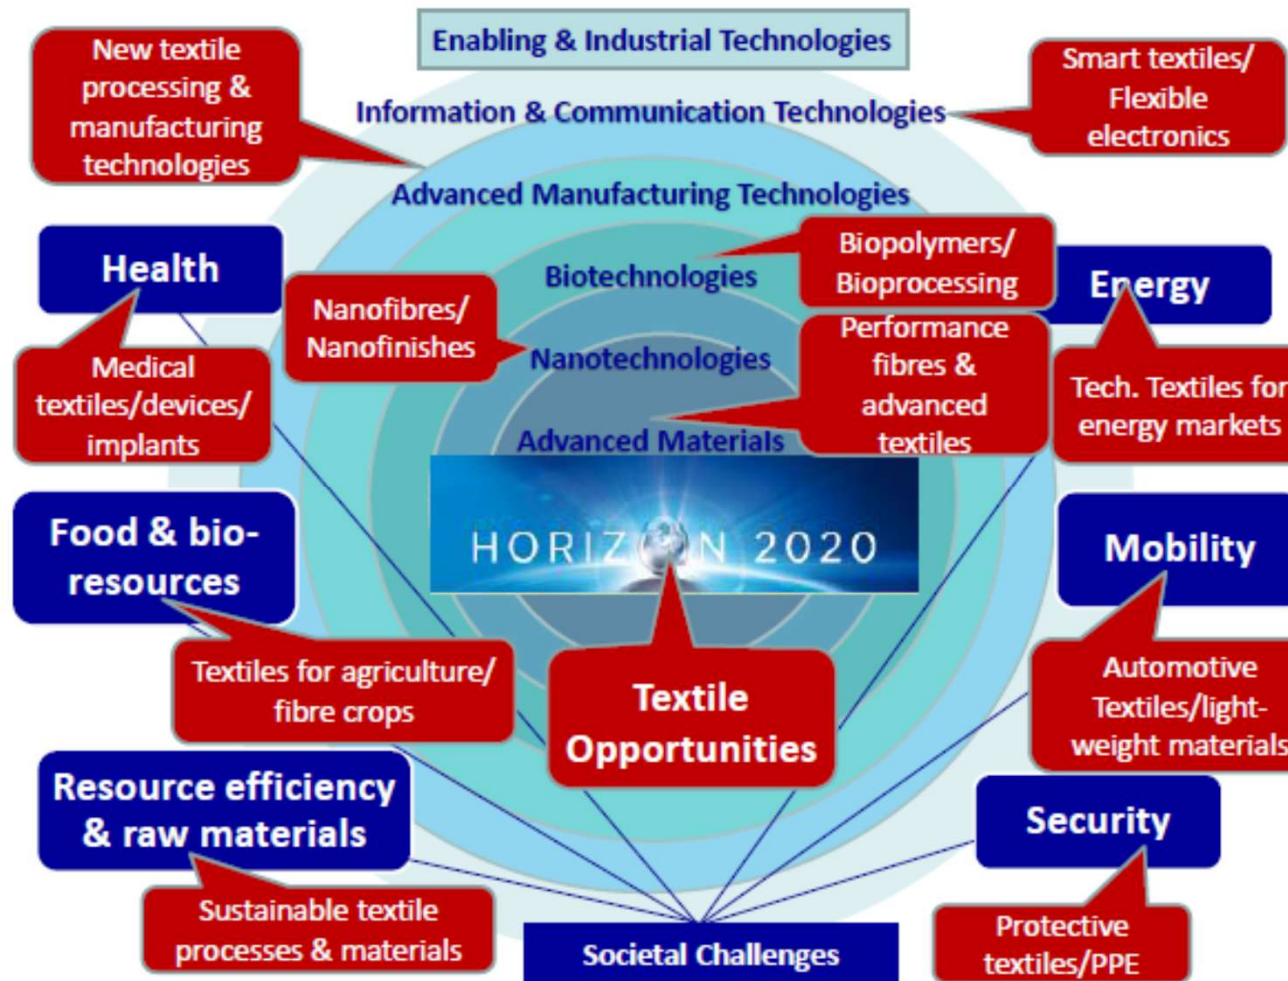 Enabling & Industrial Technologies
New textile
processing &
manufacturing
technologies
Information & Communication Technologies
Smart textiles/
Flexible
electronics
Advanced Manufacturing Technologies
Health
Biotechnologies
Biopolymers/
Bioprocessing
Energy
Nanofibres/
Nanofinishes
Nanotechnologies
Performance
fibres &
advanced
textiles
Medical
textiles/devices/
implants
Tech. Textiles for
energy markets
Advanced Materials
HORIZON 2020
Food & bio-
resources
Mobility
Textiles for agriculture/
fibre crops
Textile
Opportunities
Automotive
Textiles/light-
weight materials
Resource efficiency
& raw materials
Security
Sustainable textile
processes & materials
Societal Challenges
Protective
textiles/PPE